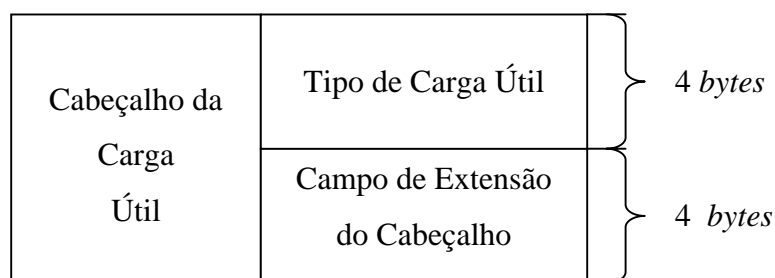 Cabeçalho da
Carga
Útil
Tipo de Carga Útil
4 bytes
Campo de Extensão
do Cabeçalho
4 bytes